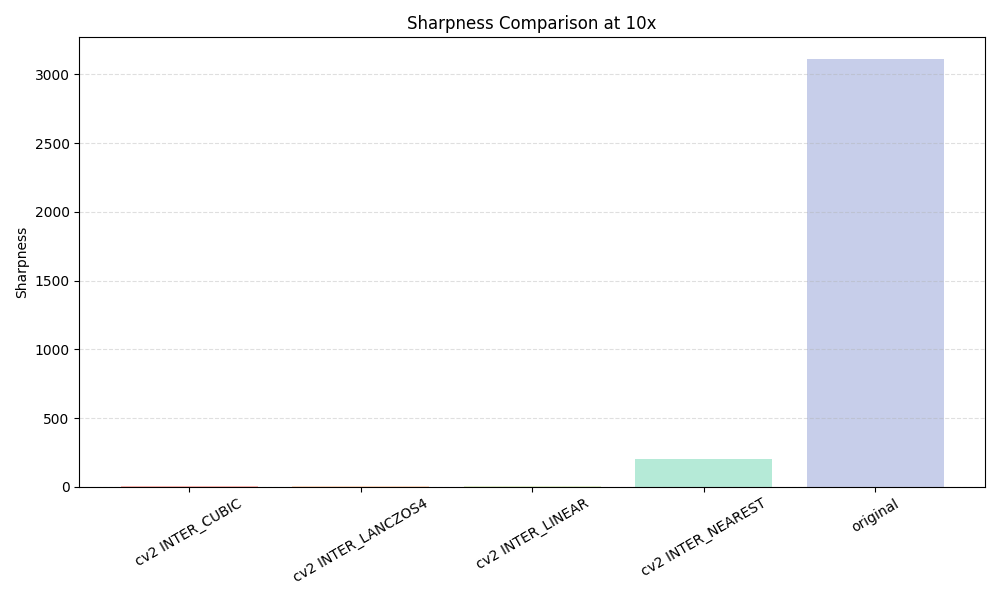 Sharpness Comparison at 10x
Sharpness
3000
2500
2000
1500
1000
500
0
cv2 INTER_CUBIC
cv2 INTER_LANCZOS4
cv2 INTER_LINEAR
cv2 INTER_NEAREST
original